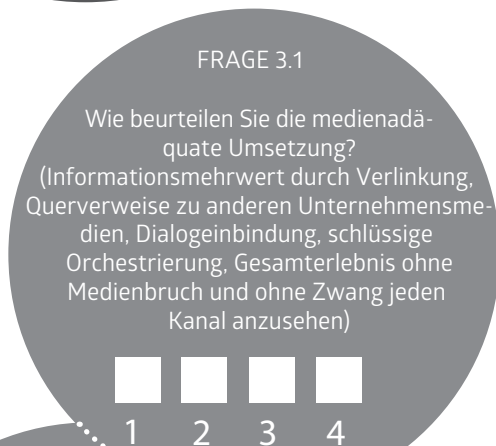 FRAGE 3.1
Wie beurteilen Sie die medienadä-
quate Umsetzung?
(Informationsmehrwert durch Verlinkung,
Querverweise zu anderen Unternehmensme-
dien, Dialogeinbindung, schlüssige
Orchestrierung, Gesamterlebnis ohne
Medienbruch und ohne Zwang jeden
Kanal anzusehen)
1 2 3 4